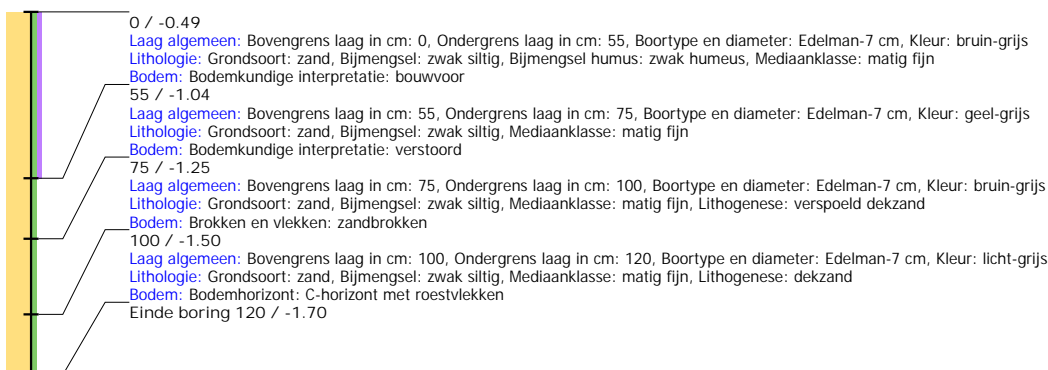 0 / -0.49
Laag algemeen: Bovengrens laag in cm: 0, Ondergrens laag in cm: 55, Boortype en diameter: Edelman-7 cm, Kleur: bruin-grijs
Lithologie: Grondsoort: zand, Bijmengsel: zwak siltig, Bijmengsel humus: zwak humeus, Mediaanklasse: matig fijn
Bodem: Bodemkundige interpretatie: bouwvoor
55 / -1.04
Laag algemeen: Bovengrens laag in cm: 55, Ondergrens laag in cm: 75, Boortype en diameter: Edelman-7 cm, Kleur: geel-grijs
Lithologie: Grondsoort: zand, Bijmengsel: zwak siltig, Mediaanklasse: matig fijn
Bodem: Bodemkundige interpretatie: verstoord
75 / -1.25
Laag algemeen: Bovengrens laag in cm: 75, Ondergrens laag in cm: 100, Boortype en diameter: Edelman-7 cm, Kleur: bruin-grijs
Lithologie: Grondsoort: zand, Bijmengsel: zwak siltig, Mediaanklasse: matig fijn, Lithogenese: verspoeld dekzand
Bodem: Brokken en vlekken: zandbrokken
100 / -1.50
Laag algemeen: Bovengrens laag in cm: 100, Ondergrens laag in cm: 120, Boortype en diameter: Edelman-7 cm, Kleur: licht-grijs
Lithologie: Grondsoort: zand, Bijmengsel: zwak siltig, Mediaanklasse: matig fijn, Lithogenese: dekzand
Bodem: Bodemhorizont: C-horizont met roestvlekken
Einde boring 120 / -1.70